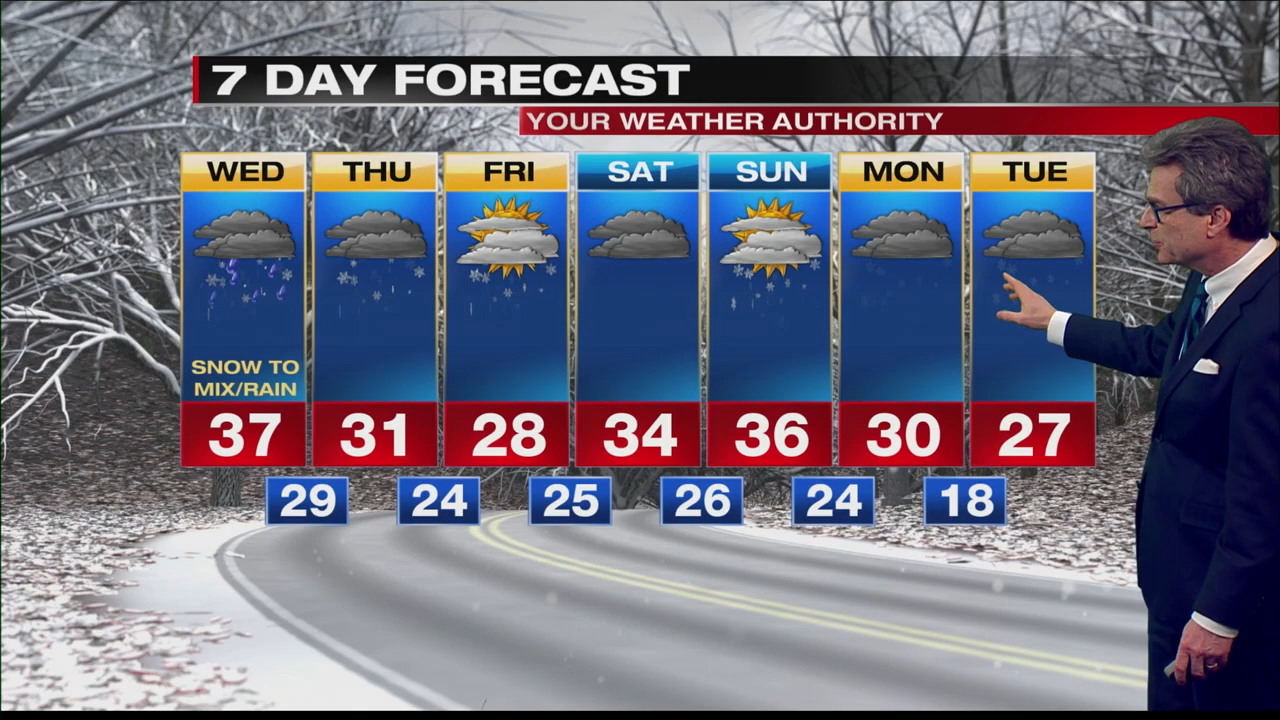 7 DAY FORECAST
YOUR WEATHER AUTHORITY
WED THU FRI SAT SUN MON TUE
SNOW TO
MIX/RAIN
37 31 28 34 36 30 27
29 24 25 26 24 18